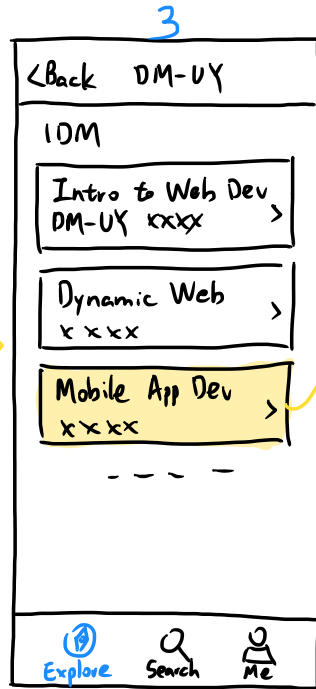 3
<Back DM-UY
IDM
Intro to Web Dev
DM-UY xxxx >
Dynamic Web >
xxxx
Mobile App Dev >
xxxx
Explore Search Me